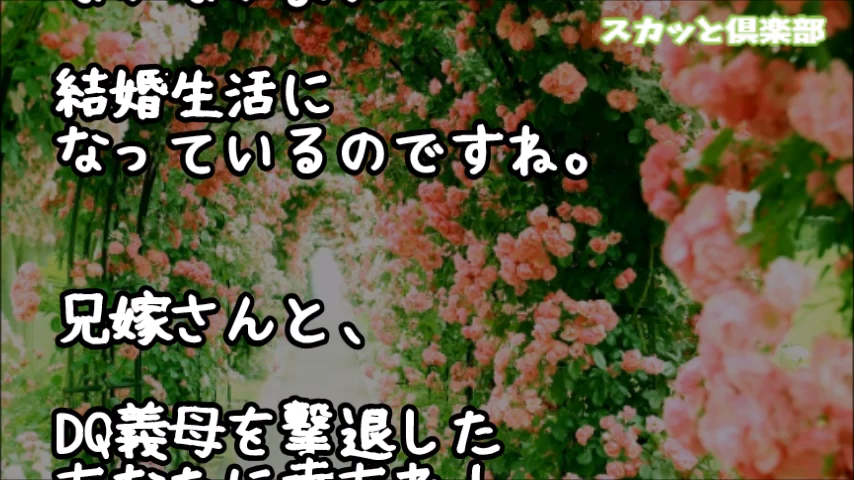 スカッと倶楽部
結婚生活に
なっているのですね。
兄嫁さんと、
DQ義母を撃退した